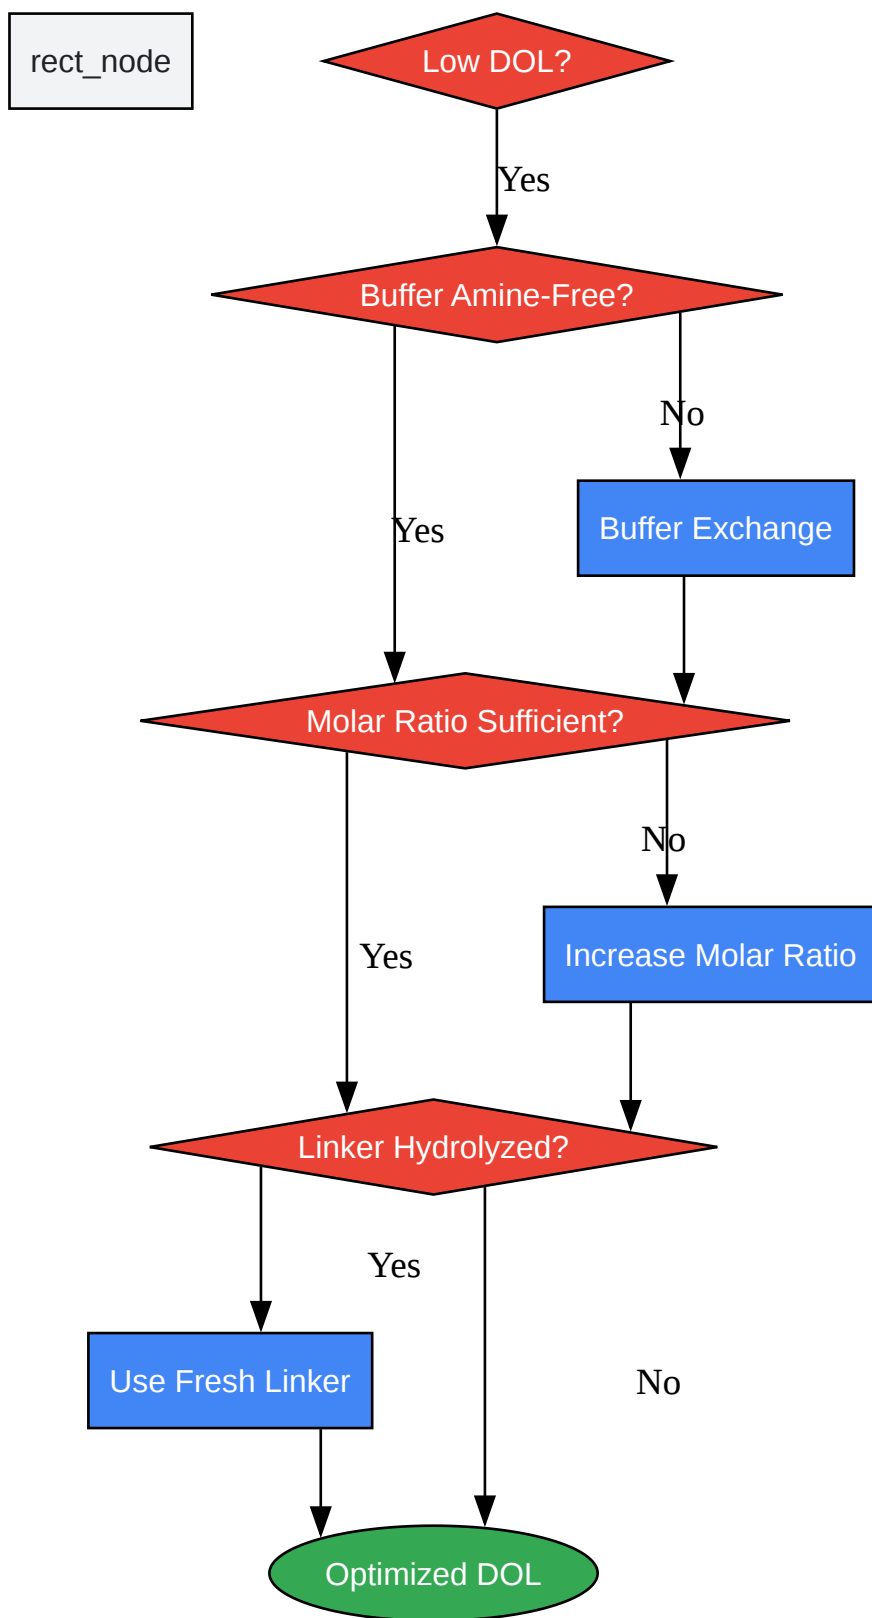 rect_node
Low DOL?
Yes
Buffer Amine-Free?
No
Yes
Buffer Exchange
Molar Ratio Sufficient?
No
Yes
Increase Molar Ratio
Linker Hydrolyzed?
Yes
Use Fresh Linker
No
Optimized DOL